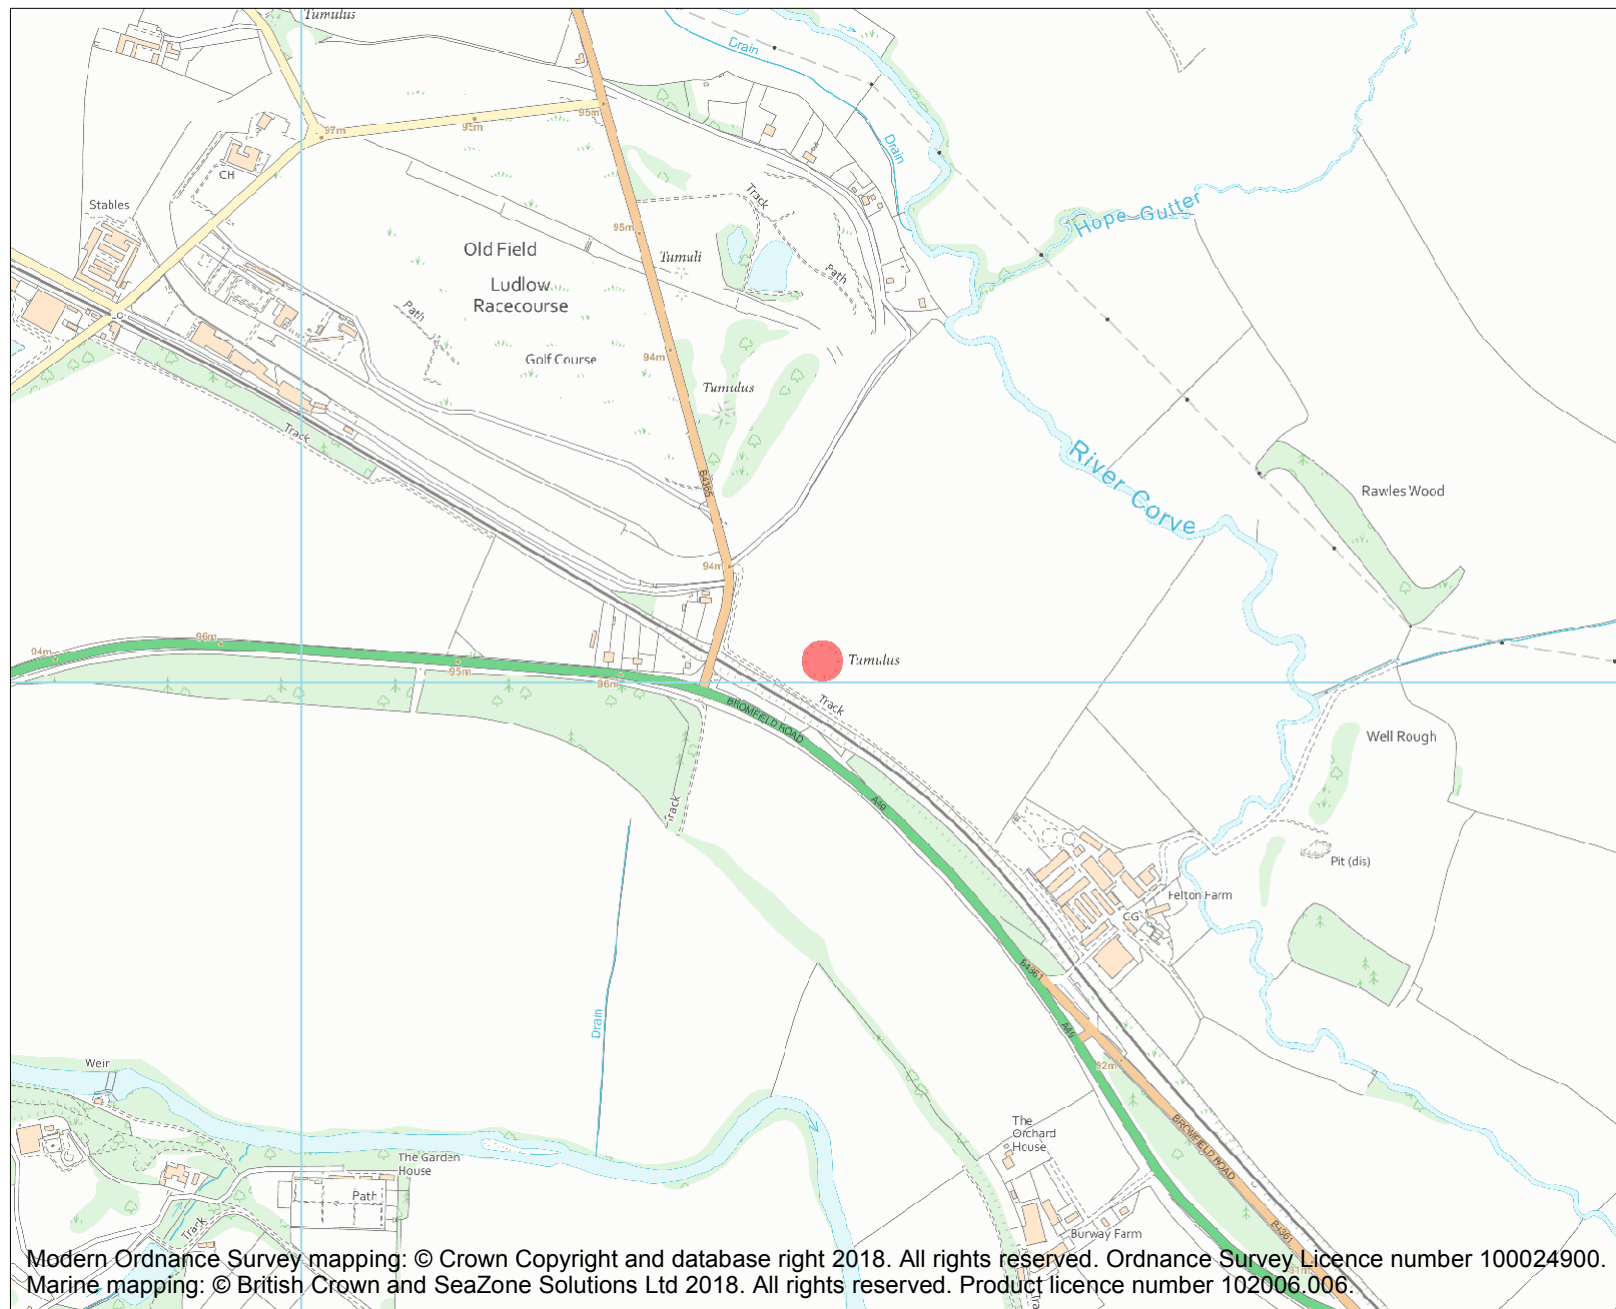 Tumulus
Drain
97m
95m
95m
Drain
CH
Stables
Track
Hope Gutter
95m
Old Field
Tumuli
Path
Ludlow
Racecourse
Path
LC
94m
Golf Course
Tumulus
Track
River Corve
B4365
Rawles Wood
94m
96m
94m
95m
96m
Tumulus
Track
BROMFIELD ROAD
Well Rough
A49
Track
Pit (dis)
Felton Farm
CG
B4361
Drain
A49
92m
Weir
The
Orchard
House
BROMFIELD ROAD
The Garden
House
Path
Track
Burway Farm
B4361
91m
Modern Ordnance Survey mapping: © Crown Copyright and database right 2018. All rights reserved. Ordnance Survey Licence number 100024900.
Marine mapping: © British Crown and SeaZone Solutions Ltd 2018. All rights reserved. Product licence number 102006.006.